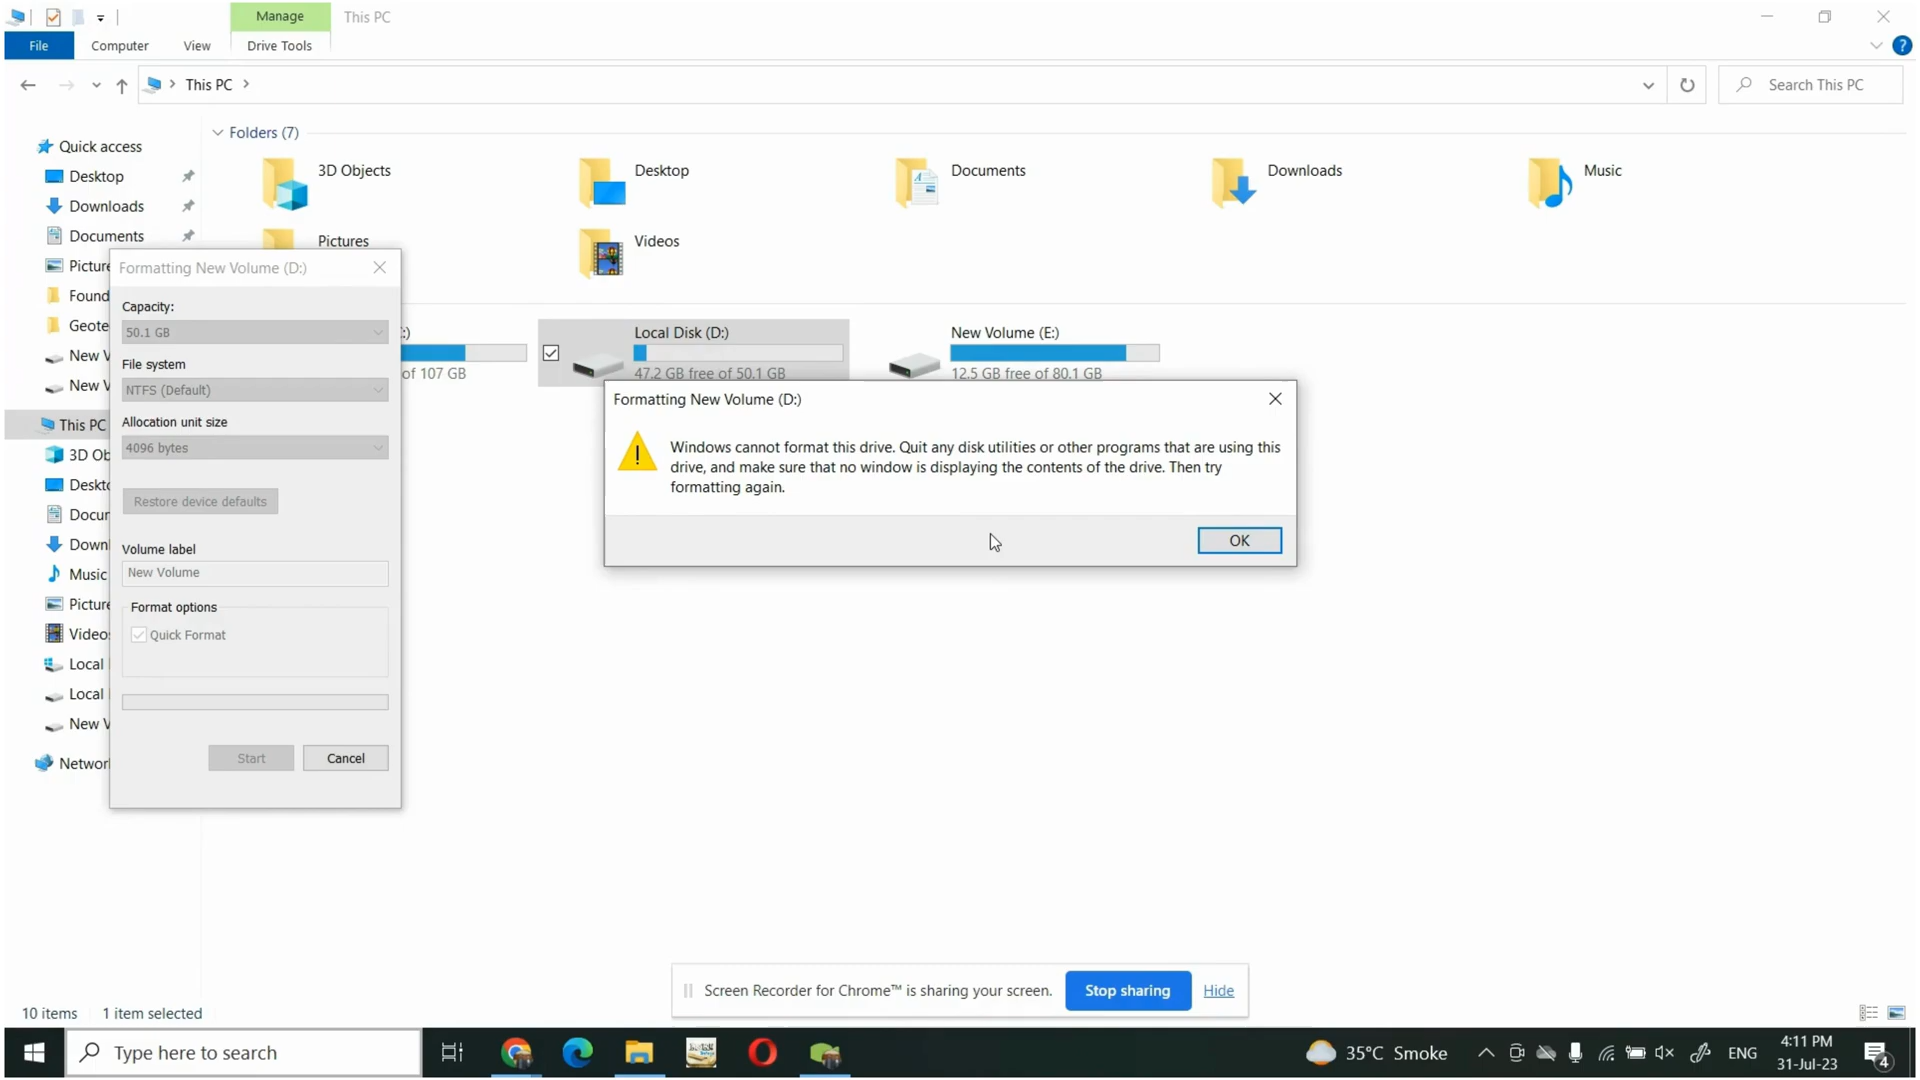 Manage
This PC
File
Computer
View
Drive Tools
This PC
Search This PC
Quick access
Desktop
Downloads
Documents
Folders (7)
3D Objects
Desktop
Documents
Downloads
Music
Pictures
Videos
Formatting New Volume (D:)
Capacity:
50.1 GB
File system
NTFS (Default)
Allocation unit size
4096 bytes
Restore device defaults
Volume label
New Volume
Format options
Quick Format
Start
Cancel
of 107 GB
Local Disk (D:)
47.2 GB free of 50.1 GB
New Volume (E:)
12.5 GB free of 80.1 GB
This PC
Music
Local
Local
Formatting New Volume (D:)
Windows cannot format this drive. Quit any disk utilities or other programs that are using this
drive, and make sure that no window is displaying the contents of the drive. Then try
formatting again.
OK
Screen Recorder for Chrome™ is sharing your screen.
Stop sharing
Hide
10 items
1 item selected
Type here to search
35°C Smoke
ENG
4:11 PM
31-Jul-23
4